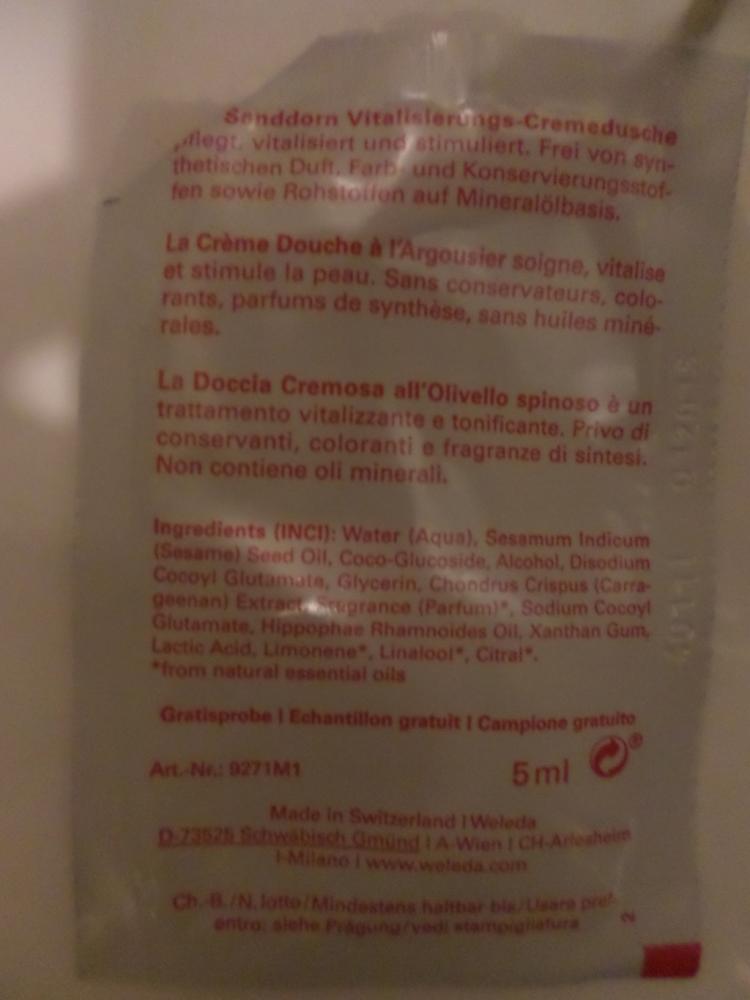 Sanddorn Vitalisierungs-Cremedusche
pflegt, vitalisiert und stimuliert. Frei von syn-
thetischen Duft, Farb- und Konservierungsstof-
fen sowie Rohstoffen auf Mineralölbasis.
La Crème Douche à l'Argousier soigne, vitalise
et stimule la peau. Sans conservateurs, colo-
rants, parfums de synthèse, sans huiles miné-
rales.
La Doccia Cremosa all'Olivello spinoso è un
trattamento vitalizzante e tonificante. Privo di
conservanti, coloranti e fragranze di sintesi.
Non contiene oli minerali.
Ingredients (INCI): Water (Aqua), Sesamum Indicum
(Sesame) Seed Oil, Coco-Glucoside, Alcohol, Disodium
Cocoyl Glutamate, Glycerin, Chondrus Crispus (Carra-
geenan) Extract, Fragrance (Parfum)*, Sodium Cocoyl
Glutamate, Hippophae Rhamnoides Oil, Xanthan Gum,
Lactic Acid, Limonene*, Linalool*, Citral*.
*from natural essential oils
Gratisprobe | Echantillon gratuit | Campione gratuito
Art.-Nr.: 9271M1
5 ml ®
Made in Switzerland | Weleda
D-73525 Schwäbisch Gmünd | A-Wien | CH-Arlesheim
I-Milano | www.weleda.com
Ch.-B./N. lotto/Mindestens haltbar bis/Usare pref.
entro: siehe Prägung/vedi stampigliatura
2